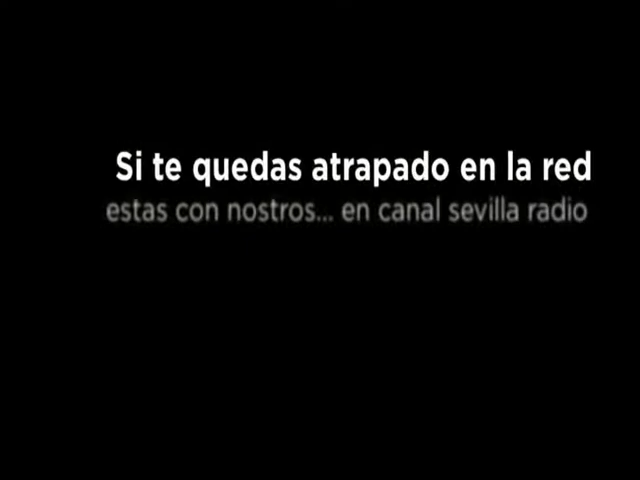 Si te quedas atrapado en la red
estas con nostros... en canal sevilla radio